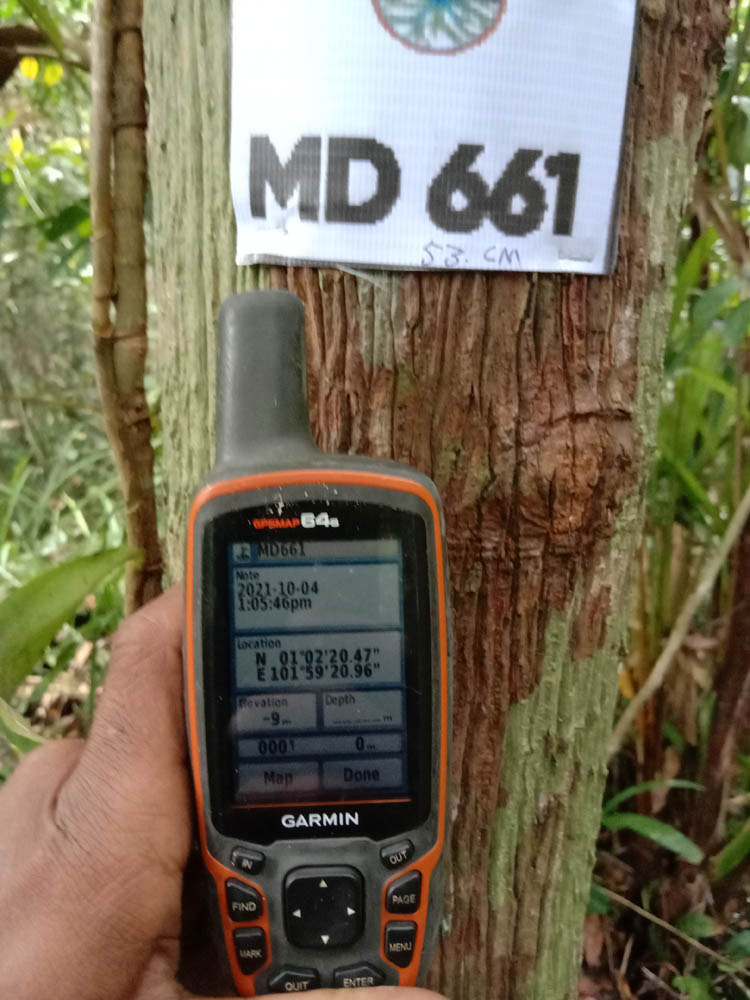 MD 661
53. CM
GPSMAP 64s
MD661
Note
2021-10-04
1:05:46pm
Location
N 01°02'20.47"
E 101°59'20.96"
Elevation
-9m
Depth
m
000°T
0m
Map
Done
GARMIN
IN
OUT
FIND
PAGE
MARK
MENU
QUIT
ENTER